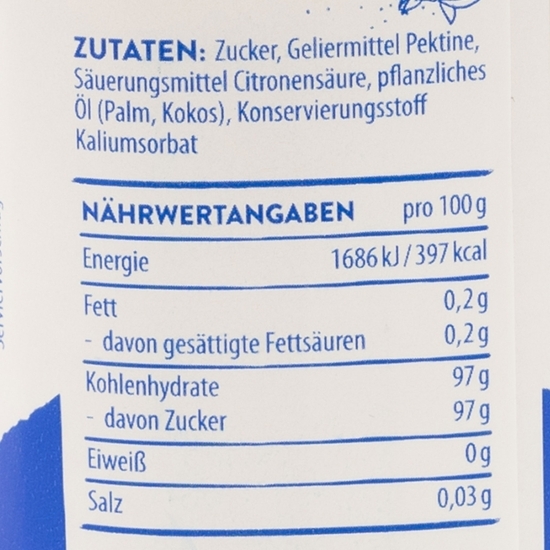 ZUTATEN: Zucker, Geliermittel Pektine,
Säuerungsmittel Citronensäure, pflanzliches
Öl (Palm, Kokos), Konservierungsstoff
Kaliumsorbat
NÄHRWERTANGABEN pro 100 g
Energie 1686 kJ / 397 kcal
Fett 0,2 g
- davon gesättigte Fettsäuren 0,2 g
Kohlenhydrate 97 g
- davon Zucker 97 g
Eiweiß 0 g
Salz 0,03 g